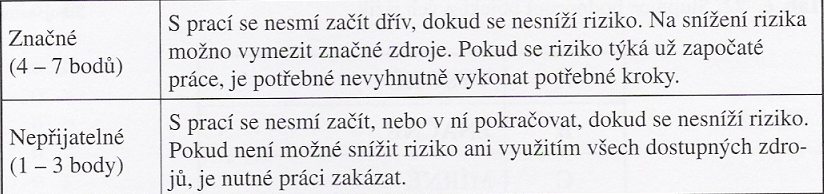 Značné
(4 – 7 bodů)
S prací se nesmí začít dřív, dokud se nesníží riziko. Na snížení rizika
možno vymezit značné zdroje. Pokud se riziko týká už započaté
práce, je potřebné nevyhnutně vykonat potřebné kroky.
Nepřijatelné
(1 – 3 body)
S prací se nesmí začít, nebo v ní pokračovat, dokud se nesníží riziko.
Pokud není možné snížit riziko ani využitím všech dostupných zdro-
jů, je nutné práci zakázat.